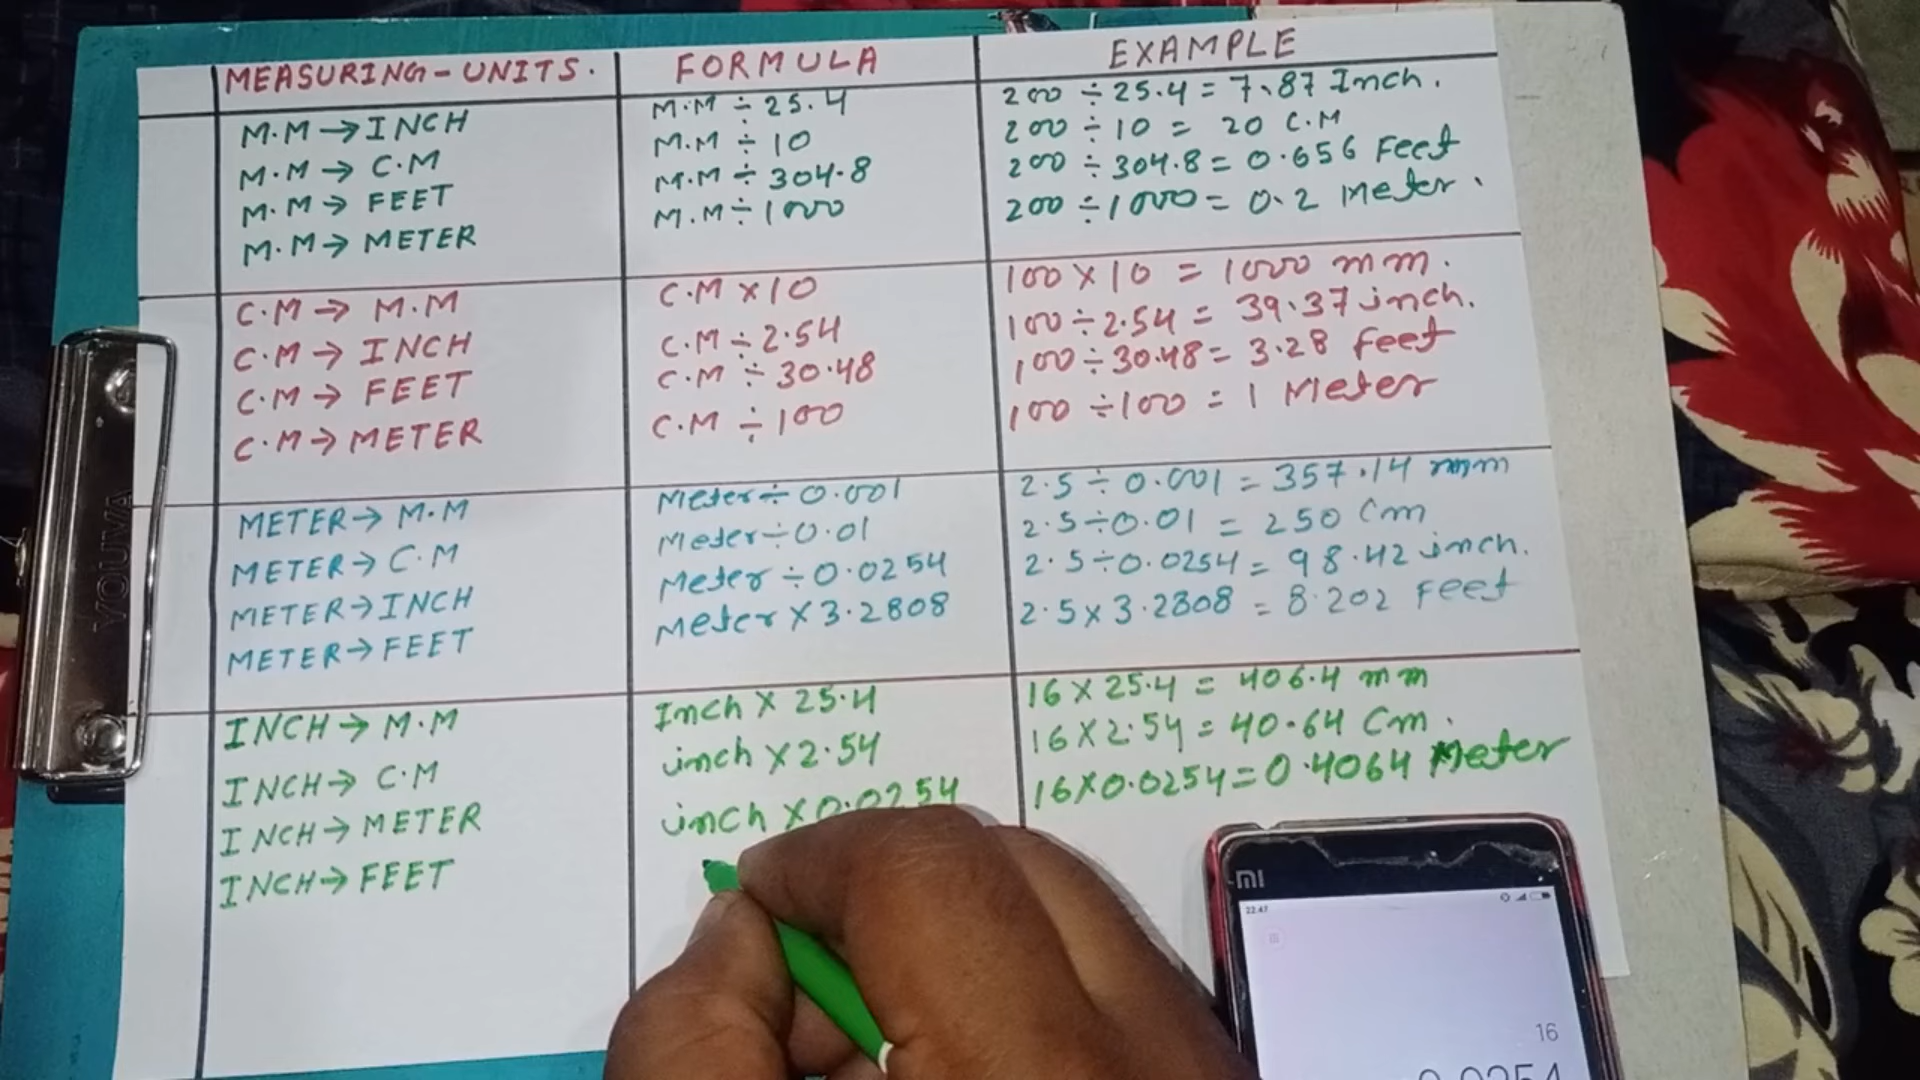 MEASURING-UNITS. FORMULA EXAMPLE
M.M → INCH M.M ÷ 25.4 200 ÷ 25.4 = 7.87 Inch.
M.M → C.M M.M ÷ 10 200 ÷ 10 = 20 C.M
M.M → FEET M.M ÷ 304.8 200 ÷ 304.8 = 0.656 Feet
M.M → METER M.M ÷ 1000 200 ÷ 1000 = 0.2 Meter.
C.M → M.M C.M × 10 100 × 10 = 1000 mm.
C.M → INCH C.M ÷ 2.54 100 ÷ 2.54 = 39.37 inch.
C.M → FEET C.M ÷ 30.48 100 ÷ 30.48 = 3.28 Feet
C.M → METER C.M ÷ 100 100 ÷ 100 = 1 Meter
METER → M.M Meter ÷ 0.001 2.5 ÷ 0.001 = 357.14 mm
METER → C.M Meter ÷ 0.01 2.5 ÷ 0.01 = 250 Cm
METER → INCH Meter ÷ 0.0254 2.5 ÷ 0.0254 = 98.42 inch.
METER → FEET Meter × 3.2808 2.5 × 3.2808 = 8.202 Feet
INCH → M.M Inch × 25.4 16 × 25.4 = 406.4 mm
INCH → C.M inch × 2.54 16 × 2.54 = 40.64 Cm.
INCH → METER inch × 0.0254 16 × 0.0254 = 0.4064 Meter
INCH → FEET
YOUVA
MI
22:47
16
0.0254